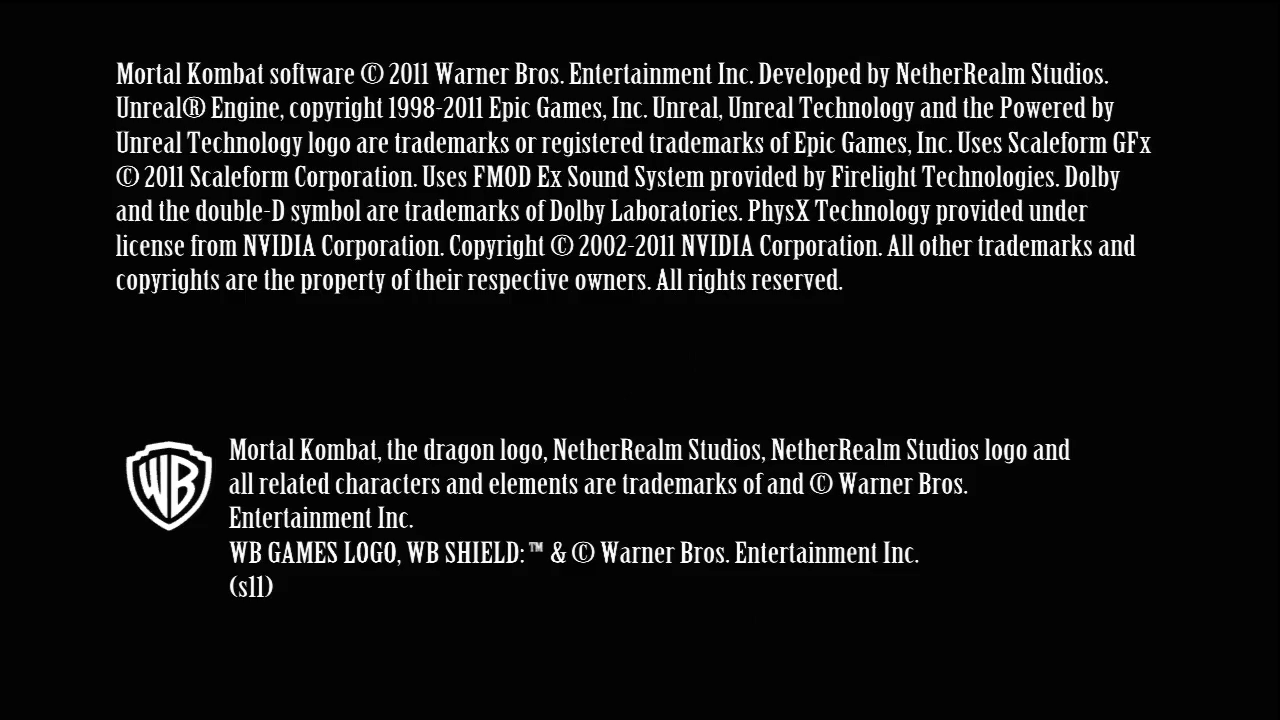 Mortal Kombat software © 2011 Warner Bros. Entertainment Inc. Developed by NetherRealm Studios.
Unreal® Engine, copyright 1998-2011 Epic Games, Inc. Unreal, Unreal Technology and the Powered by
Unreal Technology logo are trademarks or registered trademarks of Epic Games, Inc. Uses Scaleform GFx
© 2011 Scaleform Corporation. Uses FMOD Ex Sound System provided by Firelight Technologies. Dolby
and the double-D symbol are trademarks of Dolby Laboratories. PhysX Technology provided under
license from NVIDIA Corporation. Copyright © 2002-2011 NVIDIA Corporation. All other trademarks and
copyrights are the property of their respective owners. All rights reserved.
WB
Mortal Kombat, the dragon logo, NetherRealm Studios, NetherRealm Studios logo and
all related characters and elements are trademarks of and © Warner Bros.
Entertainment Inc.
WB GAMES LOGO, WB SHIELD: ™ & © Warner Bros. Entertainment Inc.
(s11)